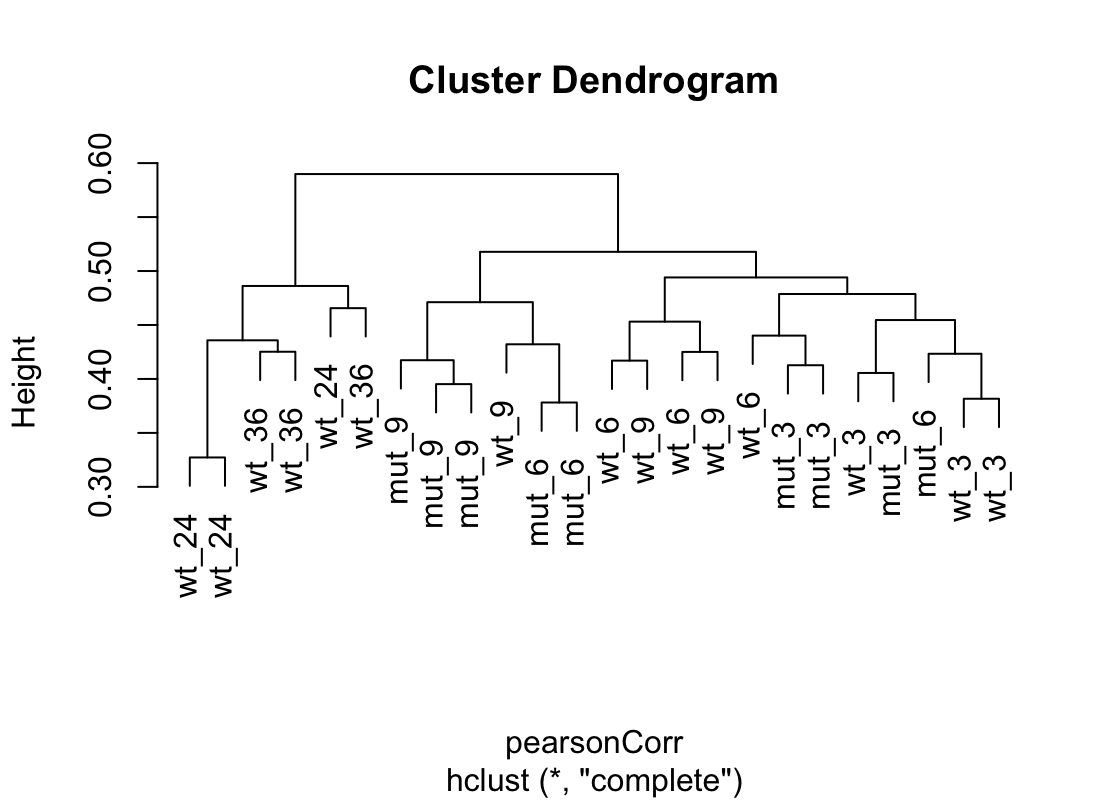 Cluster Dendrogram
Height
0.60
0.50
0.40
0.30
wt_24
wt_24
wt_36
wt_36
wt_24
wt_36
mut_9
mut_9
mut_9
wt_9
mut_6
mut_6
wt_6
wt_9
wt_6
wt_9
wt_6
mut_3
mut_3
wt_3
mut_3
mut_6
wt_3
wt_3
pearsonCorr
hclust (*, "complete")